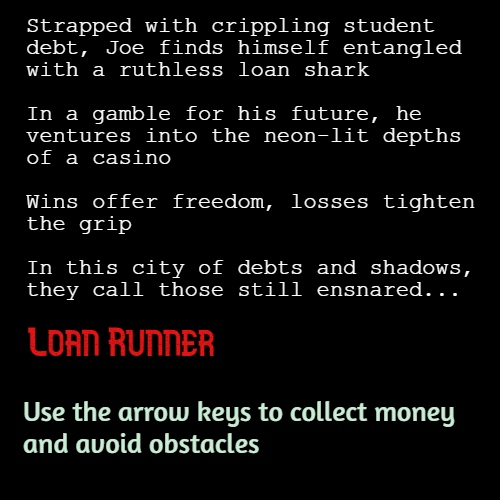 Strapped with crippling student
debt, Joe finds himself entangled
with a ruthless loan shark
In a gamble for his future, he
ventures into the neon-lit depths
of a casino
Wins offer freedom, losses tighten
the grip
In this city of debts and shadows,
they call those still ensnared...
Loan Runner
Use the arrow keys to collect money
and avoid obstacles